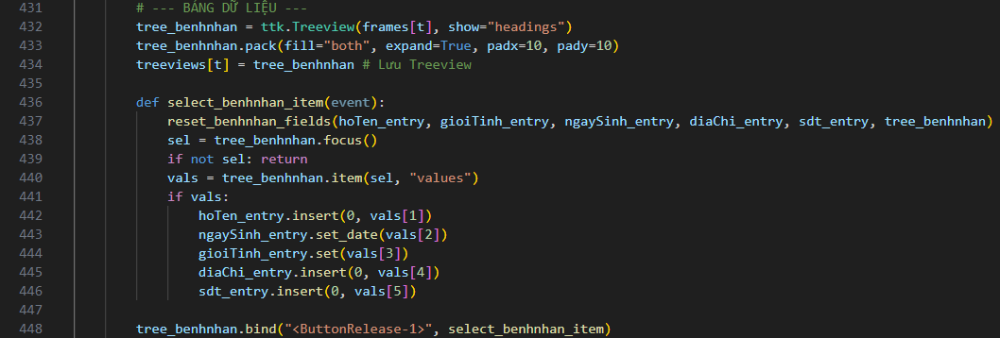 431 # --- BẢNG DỮ LIỆU ---
432 tree_benhnhan = ttk.Treeview(frames[t], show="headings")
433 tree_benhnhan.pack(fill="both", expand=True, padx=10, pady=10)
434 treeviews[t] = tree_benhnhan # Lưu Treeview
435
436 def select_benhnhan_item(event):
437 reset_benhnhan_fields(hoTen_entry, gioiTinh_entry, ngaySinh_entry, diaChi_entry, sdt_entry, tree_benhnhan)
438 sel = tree_benhnhan.focus()
439 if not sel: return
440 vals = tree_benhnhan.item(sel, "values")
441 if vals:
442 hoTen_entry.insert(0, vals[1])
443 ngaySinh_entry.set_date(vals[2])
444 gioiTinh_entry.set(vals[3])
445 diaChi_entry.insert(0, vals[4])
446 sdt_entry.insert(0, vals[5])
447
448 tree_benhnhan.bind("<ButtonRelease-1>", select_benhnhan_item)